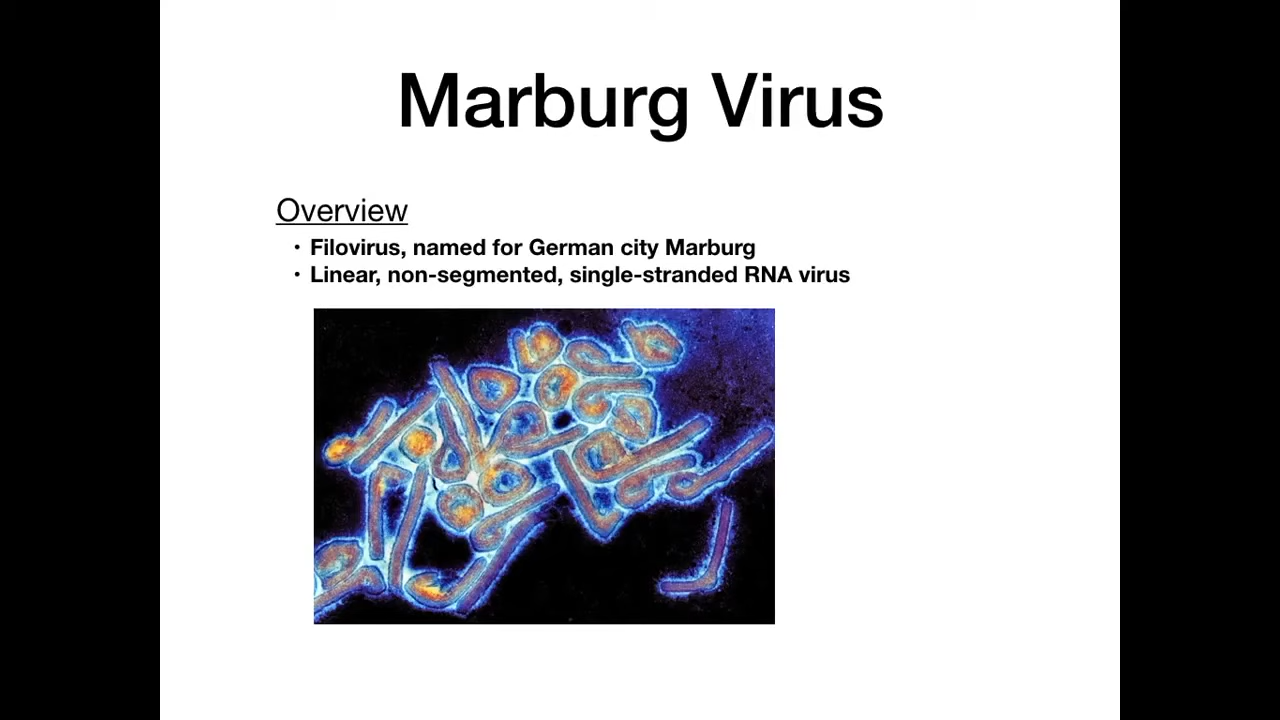 Marburg Virus
Overview
• Filovirus, named for German city Marburg
• Linear, non-segmented, single-stranded RNA virus